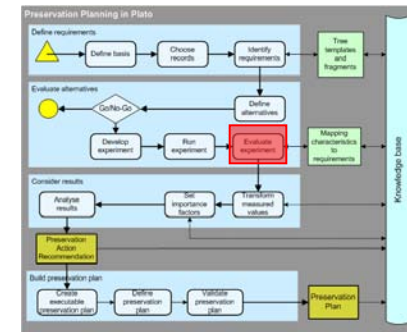 Preservation Planning in Plato
Define requirements
Define basis
Choose
records
Identify
requirements
Tree
templates
and
fragments
Evaluate alternatives
Go/No-Go
Define
alternatives
Develop
experiment
Run
experiment
Evaluate
experiment
Mapping
characteristics
to
requirements
Knowledge base
Consider results
Analyse
results
Set
importance
factors
Transform
measured
values
Preservation
Action
Recommendation
Build preservation plan
Create
executable
preservation plan
Define
preservation
plan
Validate
preservation
plan
Preservation
Plan